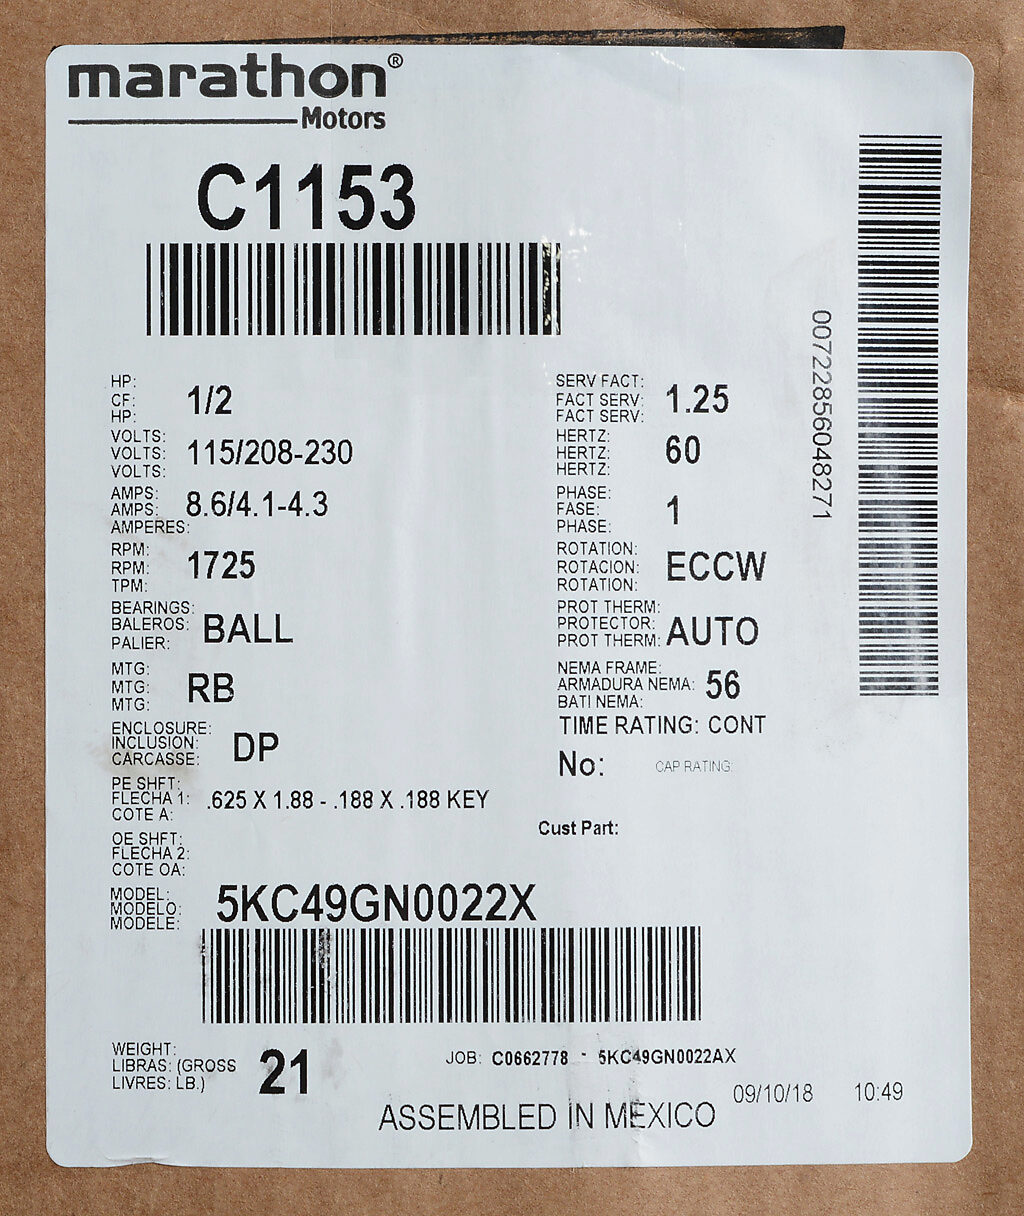 marathon®
Motors
C1153
HP:
CF:
HP:
1/2
VOLTS:
VOLTS:
VOLTS:
115/208-230
AMPS:
AMPS:
AMPERES:
8.6/4.1-4.3
RPM:
RPM:
TPM:
1725
BEARINGS:
BALEROS:
PALIER:
BALL
MTG:
MTG:
MTG:
RB
ENCLOSURE:
INCLUSION:
CARCASSE:
DP
PE SHFT:
FLECHA 1:
COTE A:
.625 X 1.88 - .188 X .188 KEY
OE SHFT:
FLECHA 2:
COTE OA:
SERV FACT:
FACT SERV:
FACT SERV:
1.25
HERTZ:
HERTZ:
HERTZ:
60
PHASE:
FASE:
PHASE:
1
ROTATION:
ROTACION:
ROTATION:
ECCW
PROT THERM:
PROTECTOR:
PROT THERM:
AUTO
NEMA FRAME:
ARMADURA NEMA:
BATI NEMA:
56
TIME RATING: CONT
No:
CAP RATING:
Cust Part:
MODEL:
MODELO:
MODELE:
5KC49GN0022X
WEIGHT:
LIBRAS: (GROSS
LIVRES: LB.)
21
JOB: C0662778 - 5KC49GN0022AX
09/10/18 10:49
ASSEMBLED IN MEXICO
00722856048271